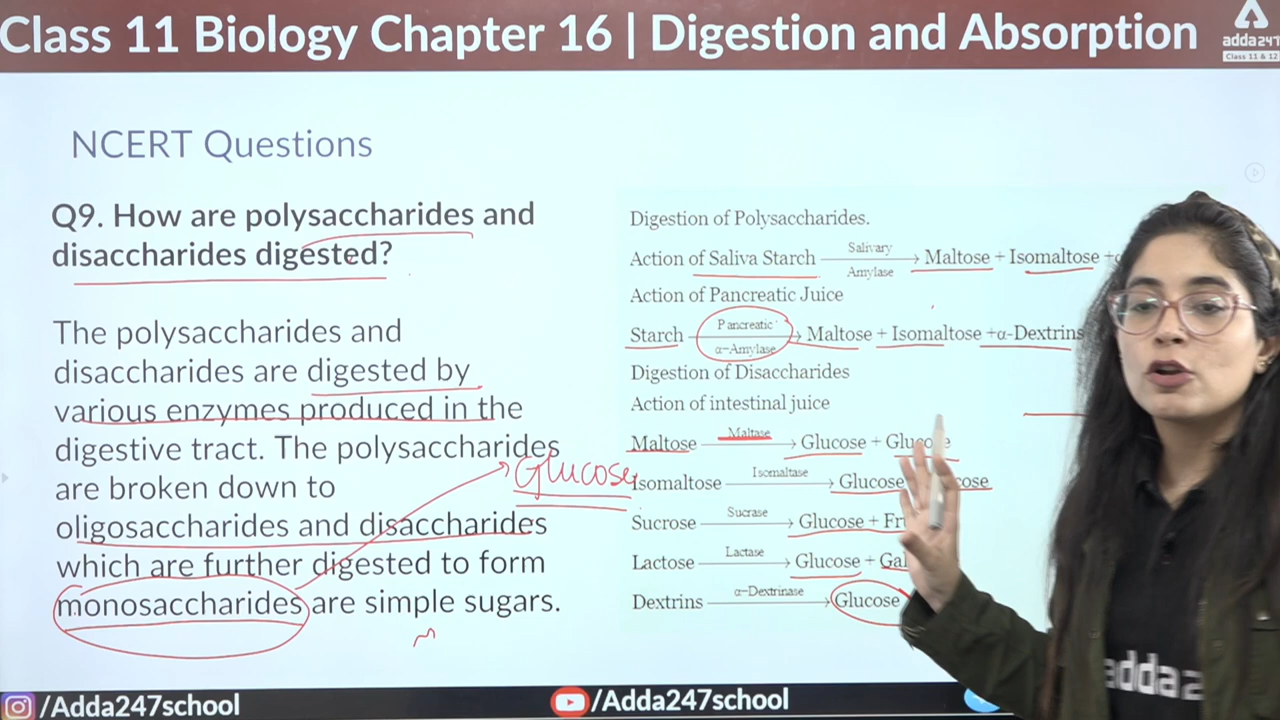 Class 11 Biology Chapter 16 | Digestion and Absorption
adda247
Class 11 & 12
NCERT Questions
Q9. How are polysaccharides and
disaccharides digested?
The polysaccharides and
disaccharides are digested by
various enzymes produced in the
digestive tract. The polysaccharides
are broken down to
oligosaccharides and disaccharides
which are further digested to form
monosaccharides are simple sugars.
Glucose
Digestion of Polysaccharides.
Action of Saliva Starch Salivary Amylase → Maltose + Isomaltose +
Action of Pancreatic Juice
Starch Pancreatic α-Amylase → Maltose + Isomaltose +α-Dextrins
Digestion of Disaccharides
Action of intestinal juice
Maltose Maltase → Glucose + Glucose
Isomaltose Isomaltase → Glucose
Sucrose Sucrase → Glucose +
Lactose Lactase → Glucose +
Dextrins α-Dextrinase → Glucose
adda2
/Adda247school
/Adda247school